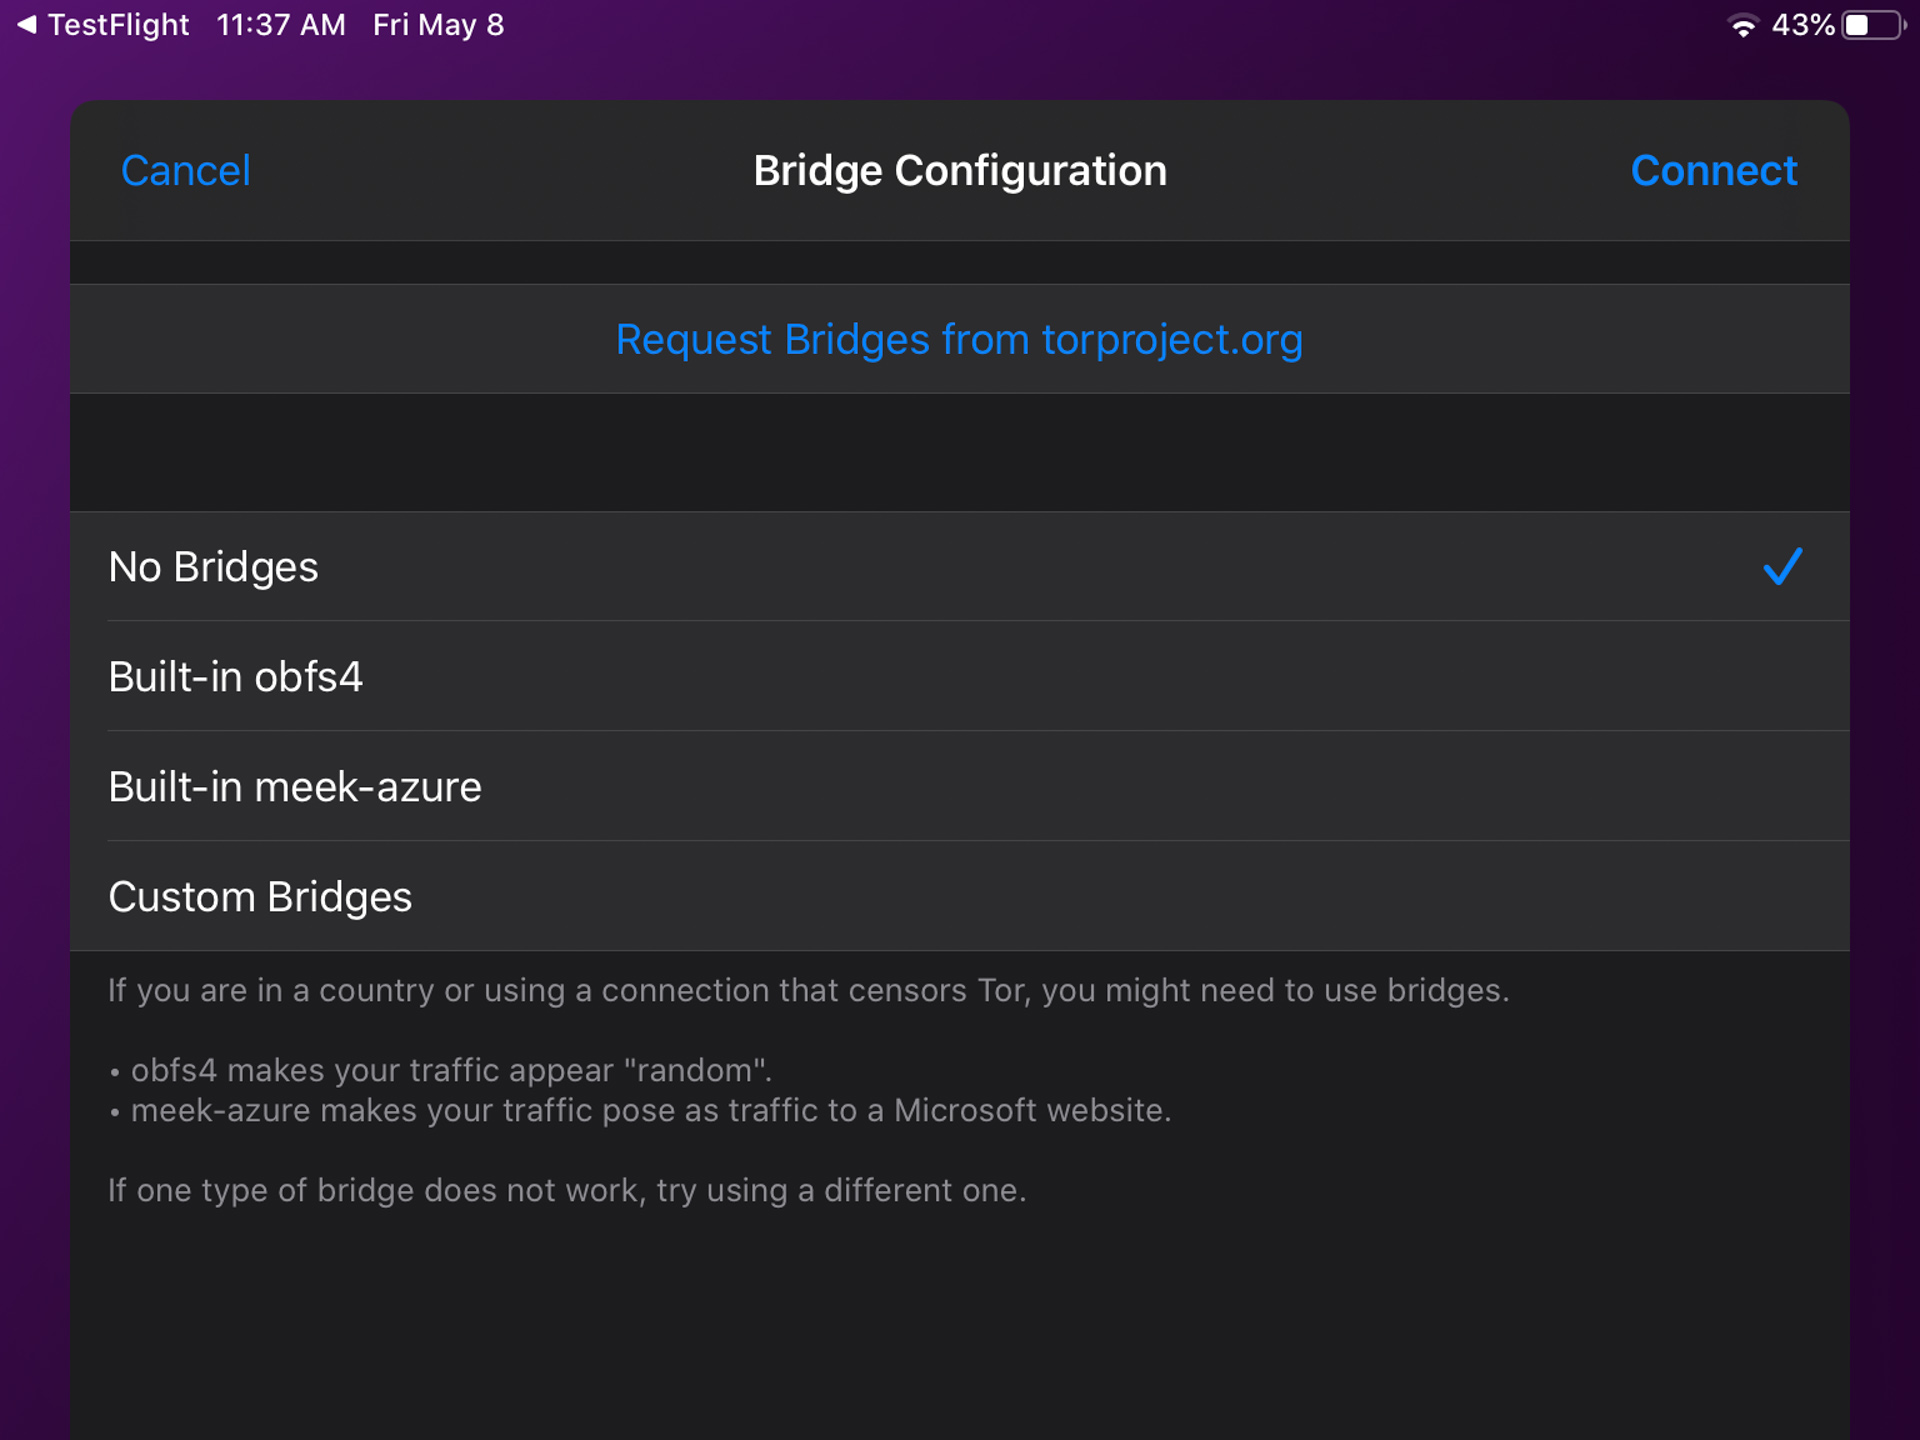 TestFlight 11:37 AM Fri May 8 43%
Cancel Bridge Configuration Connect
Request Bridges from torproject.org
No Bridges
Built-in obfs4
Built-in meek-azure
Custom Bridges
If you are in a country or using a connection that censors Tor, you might need to use bridges.
• obfs4 makes your traffic appear "random".
• meek-azure makes your traffic pose as traffic to a Microsoft website.
If one type of bridge does not work, try using a different one.